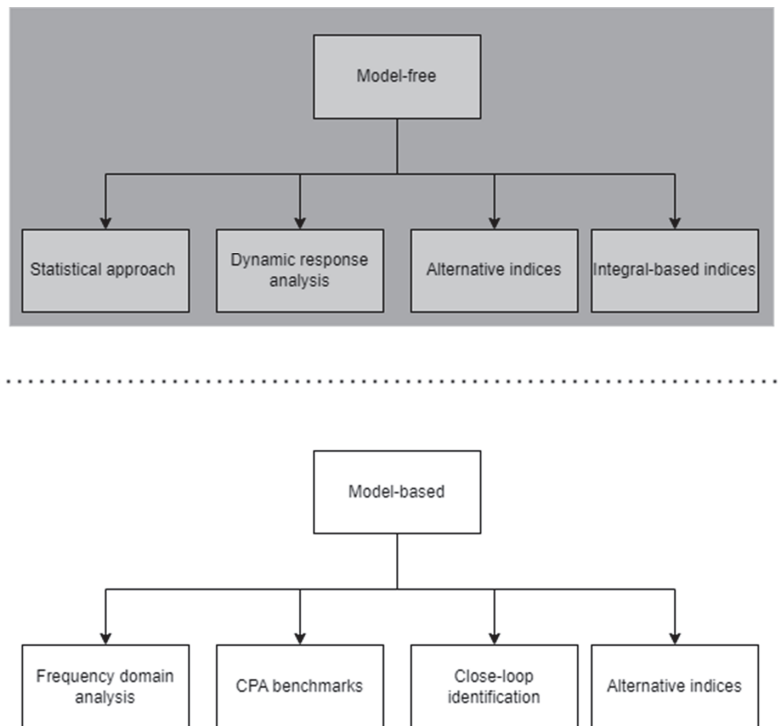 Model-free
Statistical approach
Dynamic response
analysis
Alternative indices
Integral-based indices
Model-based
Frequency domain
analysis
CPA benchmarks
Close-loop
identification
Alternative indices